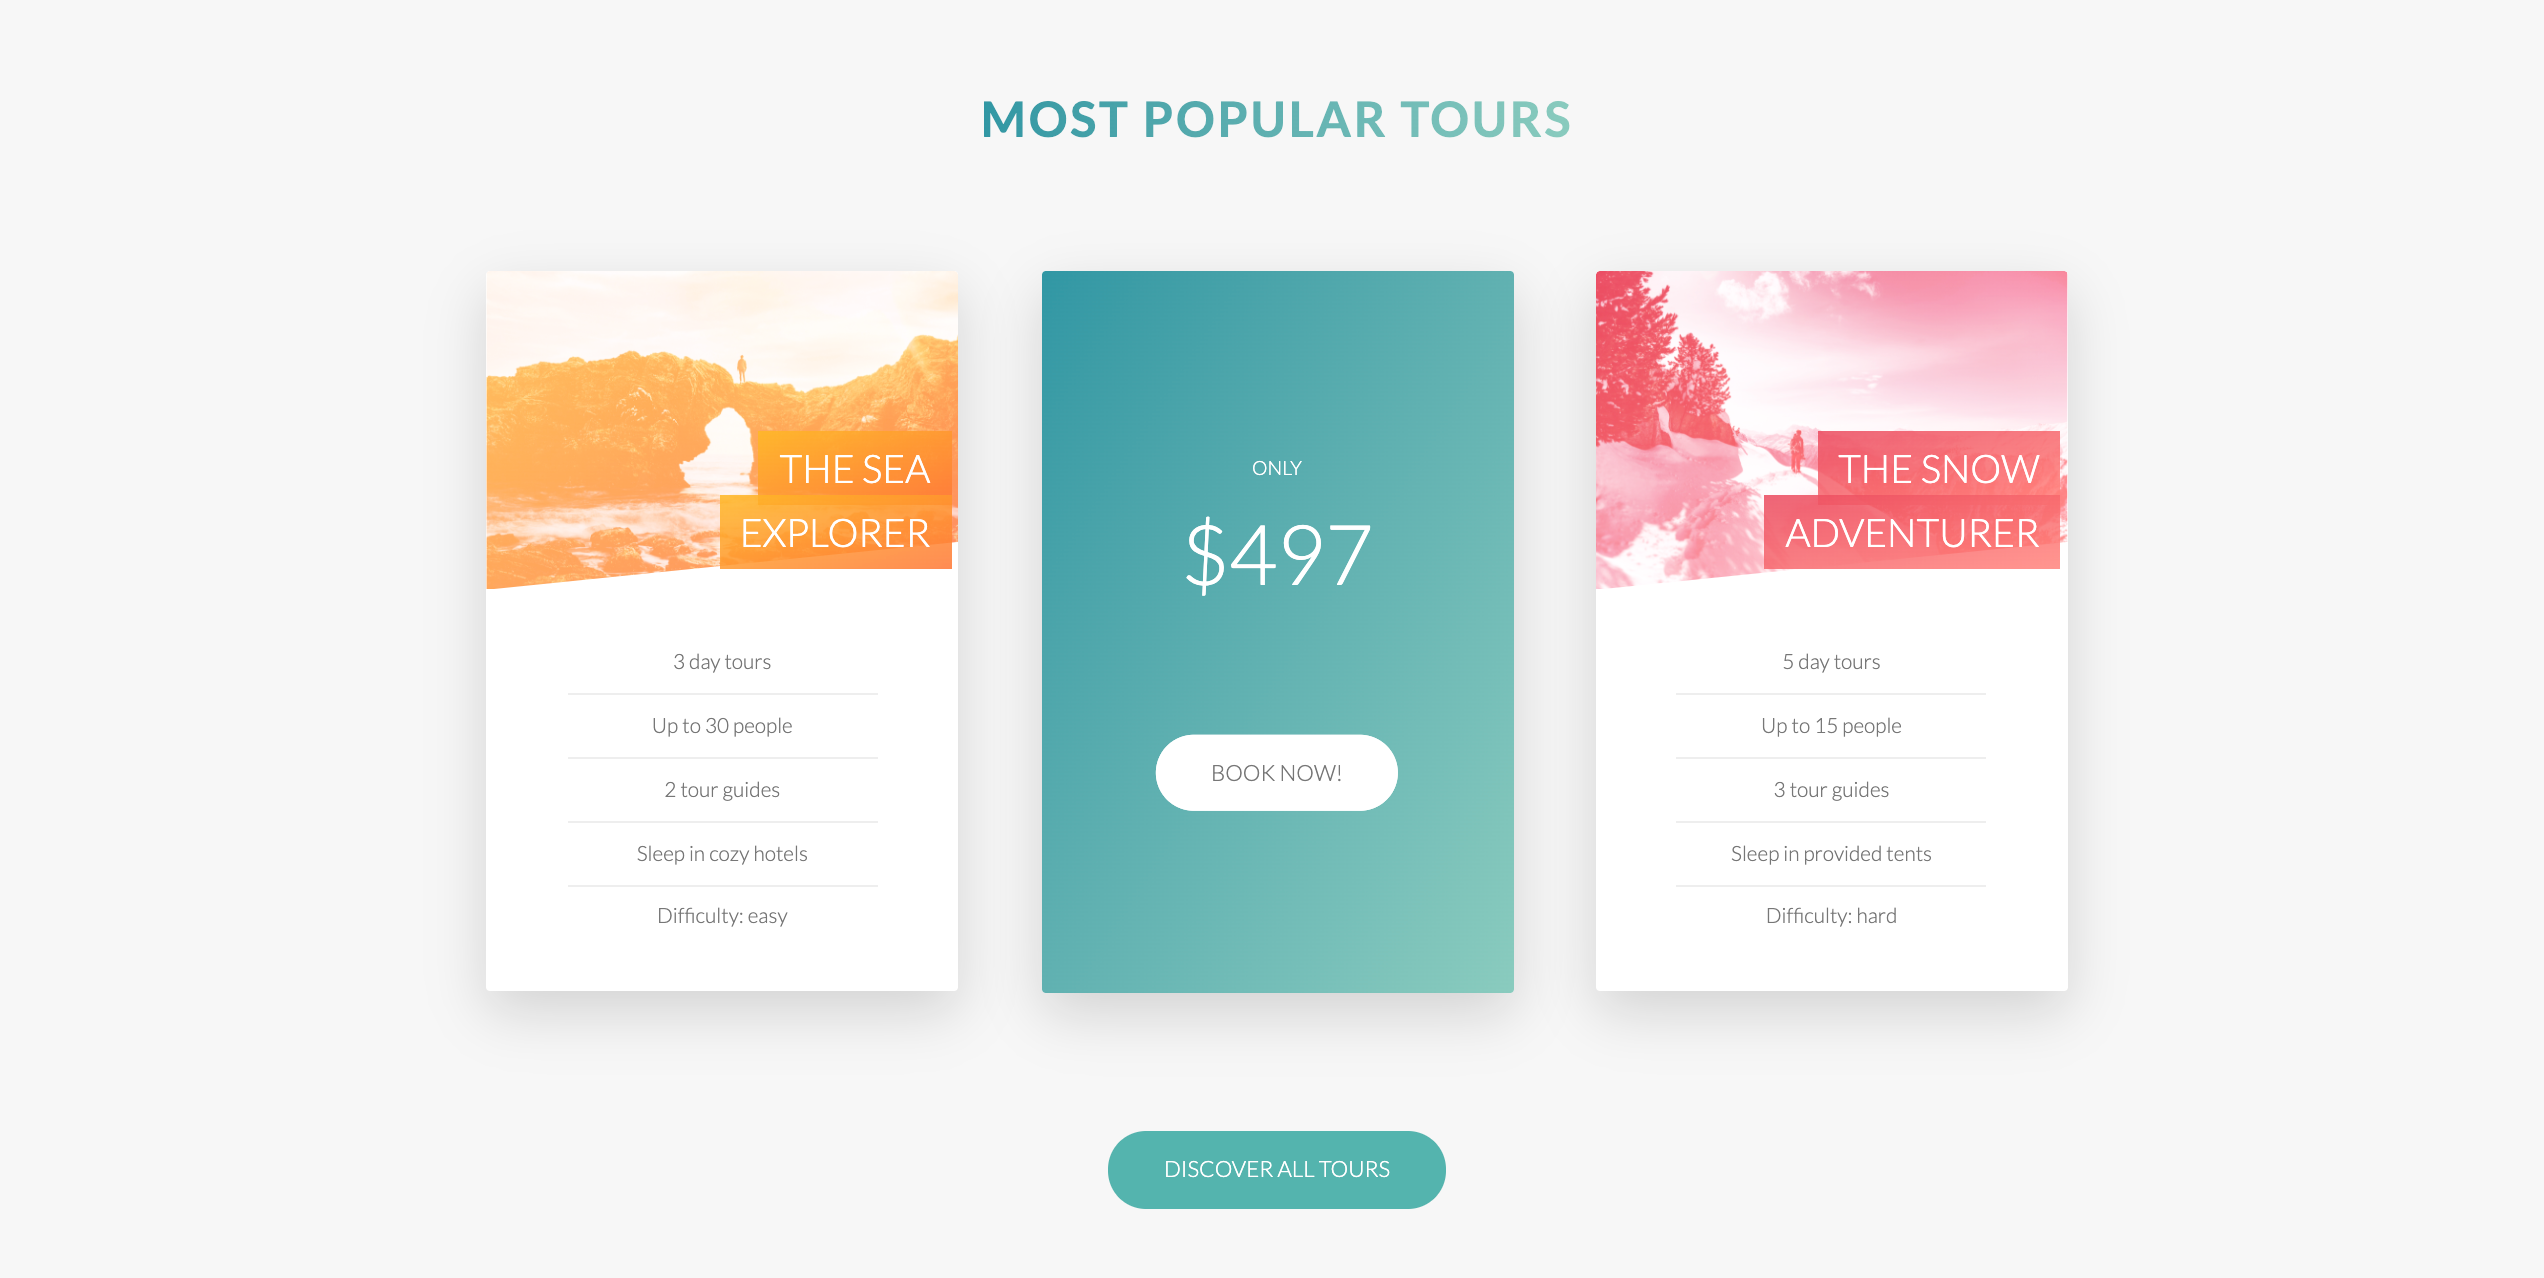 MOST POPULAR TOURS
THE SEA
EXPLORER
3 day tours
Up to 30 people
2 tour guides
Sleep in cozy hotels
Difficulty: easy
ONLY
$497
BOOK NOW!
THE SNOW
ADVENTURER
5 day tours
Up to 15 people
3 tour guides
Sleep in provided tents
Difficulty: hard
DISCOVER ALL TOURS